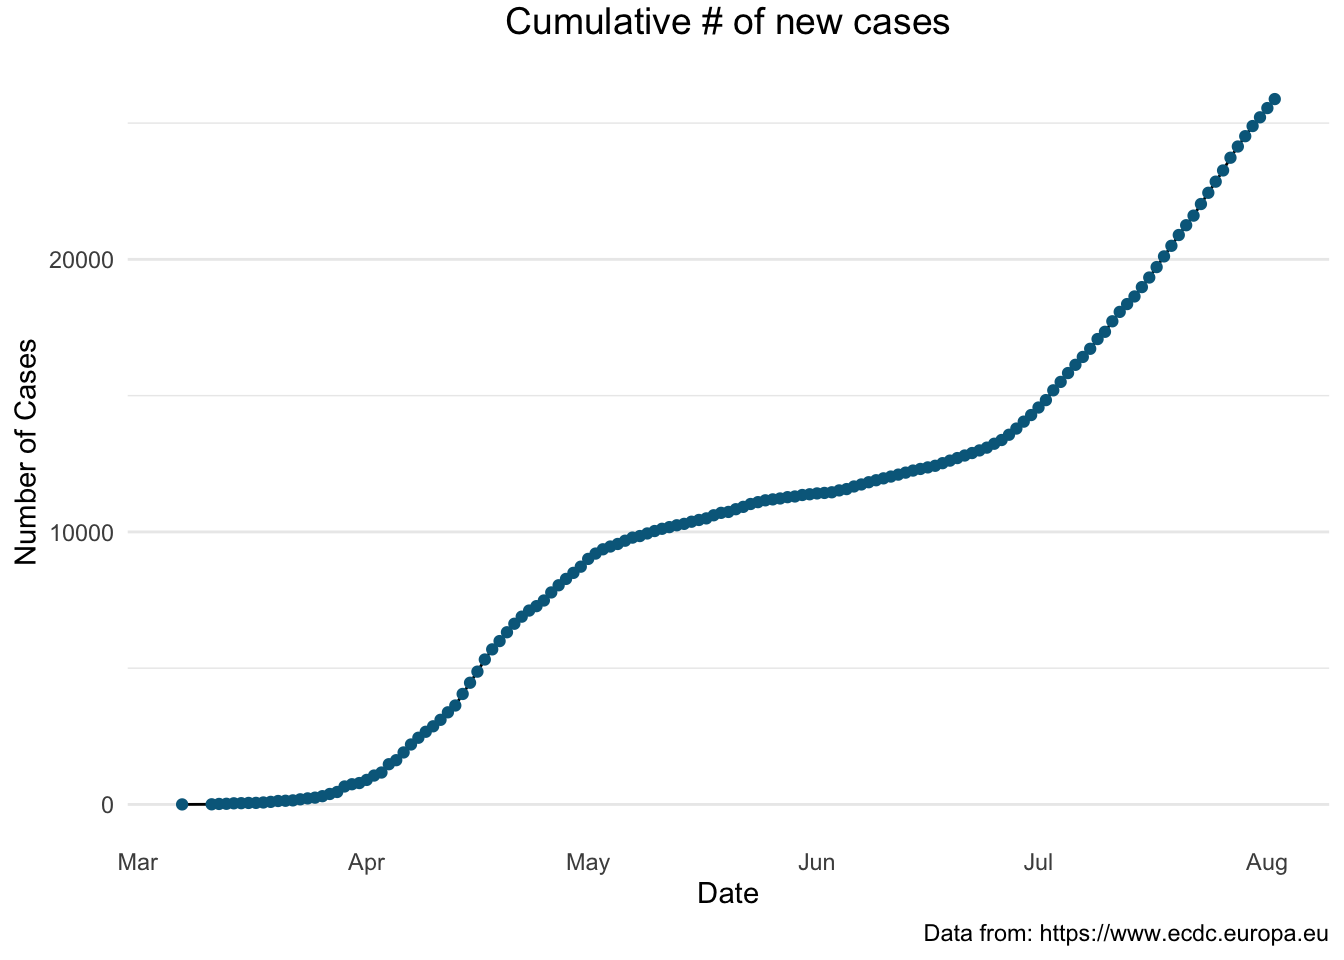 Cumulative # of new cases
Number of Cases
20000
10000
0
Mar Apr May Jun Jul Aug
Date
Data from: https://www.ecdc.europa.eu